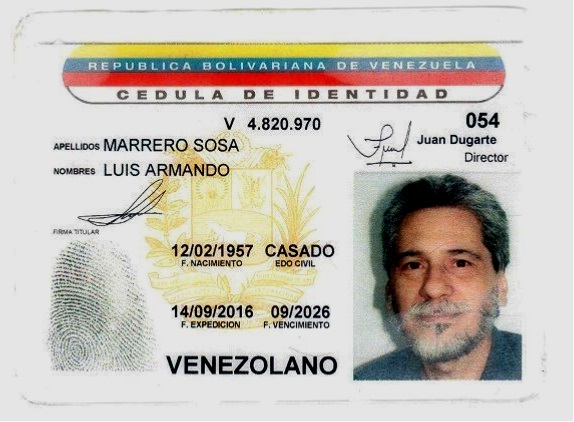 REPUBLICA BOLIVARIANA DE VENEZUELA
CEDULA DE IDENTIDAD
V 4.820.970
054
APELLIDOS MARRERO SOSA
Juan Dugarte
Director
NOMBRES LUIS ARMANDO
FIRMA TITULAR
12/02/1957 CASADO
F. NACIMIENTO EDO CIVIL
14/09/2016 09/2026
F. EXPEDICION F. VENCIMIENTO
VENEZOLANO